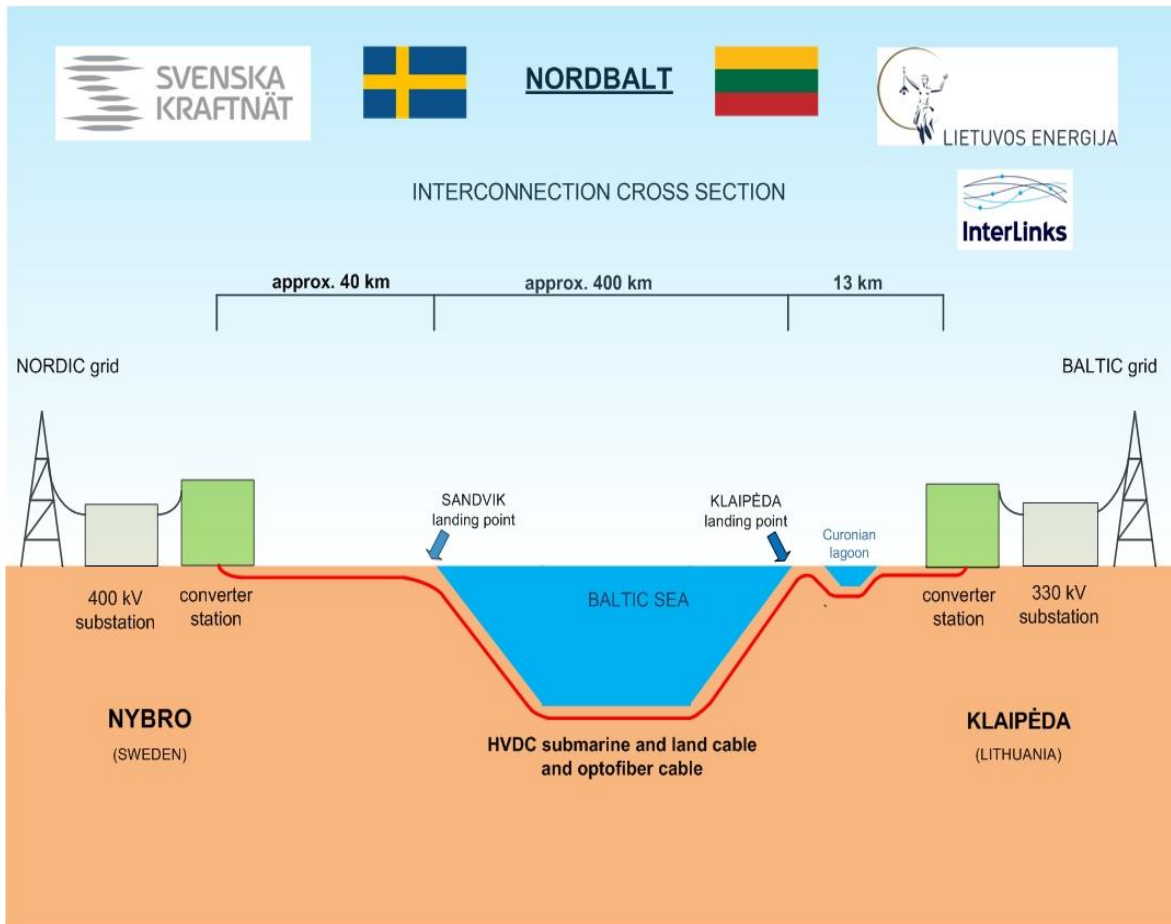 SVENSKA
KRAFTNÄT
NORDBALT
LIETUVOS ENERGIJA
INTERCONNECTION CROSS SECTION
InterLinks
approx. 40 km
approx. 400 km
13 km
NORDIC grid
BALTIC grid
SANDVIK
landing point
KLAIPĖDA
landing point
Curonian
lagoon
400 kV
substation
converter
station
BALTIC SEA
converter
station
330 kV
substation
NYBRO
(SWEDEN)
KLAIPĖDA
(LITHUANIA)
HVDC submarine and land cable
and optofiber cable